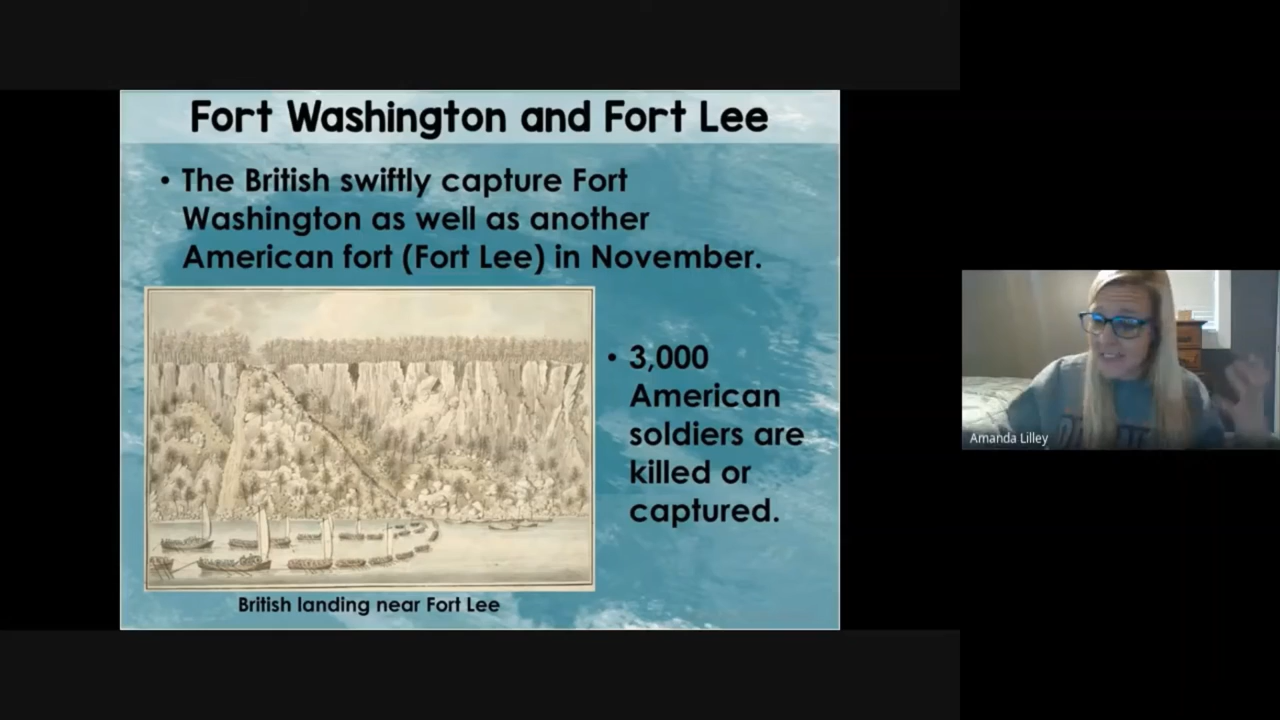 Fort Washington and Fort Lee
• The British swiftly capture Fort
Washington as well as another
American fort (Fort Lee) in November.
• 3,000
American
soldiers are
killed or
captured.
British landing near Fort Lee
Amanda Lilley